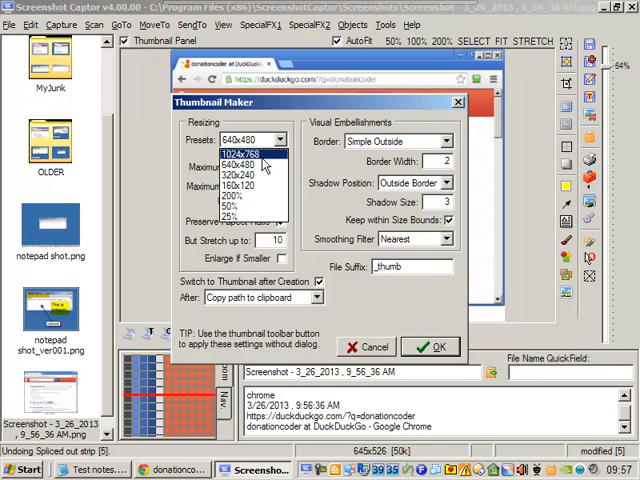 Screenshot Captor v4.00.00 - C:\Program Files (x86)\ScreenshotCaptor\Screenshots\Screenshot - 3_26_2013 , 9_56_36 AM.png
File Edit Capture Scan GoTo MoveTo SendTo View SpecialFX1 SpecialFX2 Objects Tools Help
Thumbnail Panel
AutoFit 50% 100% 200% SELECT FIT STRETCH
64%
MyJunk
OLDER
notepad shot.png
notepad shot_ver001.png
Screenshot - 3_26_2013 , 9_56_36 AM.png
donationcoder at DuckDuckG
https://duckduckgo.com/?q=donationcoder
Thumbnail Maker
Resizing
Presets: 640x480
1024x768
640x480
320x240
160x120
200%
50%
25%
Maximum
Maximum
Preserve Aspect Ratio
But Stretch up to: 10
Enlarge If Smaller
Visual Embellishments
Border: Simple Outside
Border Width: 2
Shadow Position: Outside Border
Shadow Size: 3
Keep within Size Bounds:
Smoothing Filter Nearest
File Suffix: _thumb
Switch to Thumbnail after Creation
After: Copy path to clipboard
TIP: Use the thumbnail toolbar button
to apply these settings without dialog.
Cancel
OK
Nav.
Screenshot - 3_26_2013 , 9_56_36 AM
File Name QuickField:
chrome
3/26/2013 , 9:56:36 AM
https://duckduckgo.com/?q=donationcoder
donationcoder at DuckDuckGo - Google Chrome
Undoing Spliced out strip [5].
645x526 [50k]
modified [5]
Start
Test notes....
donationco...
Screensho...
39 35
09:57